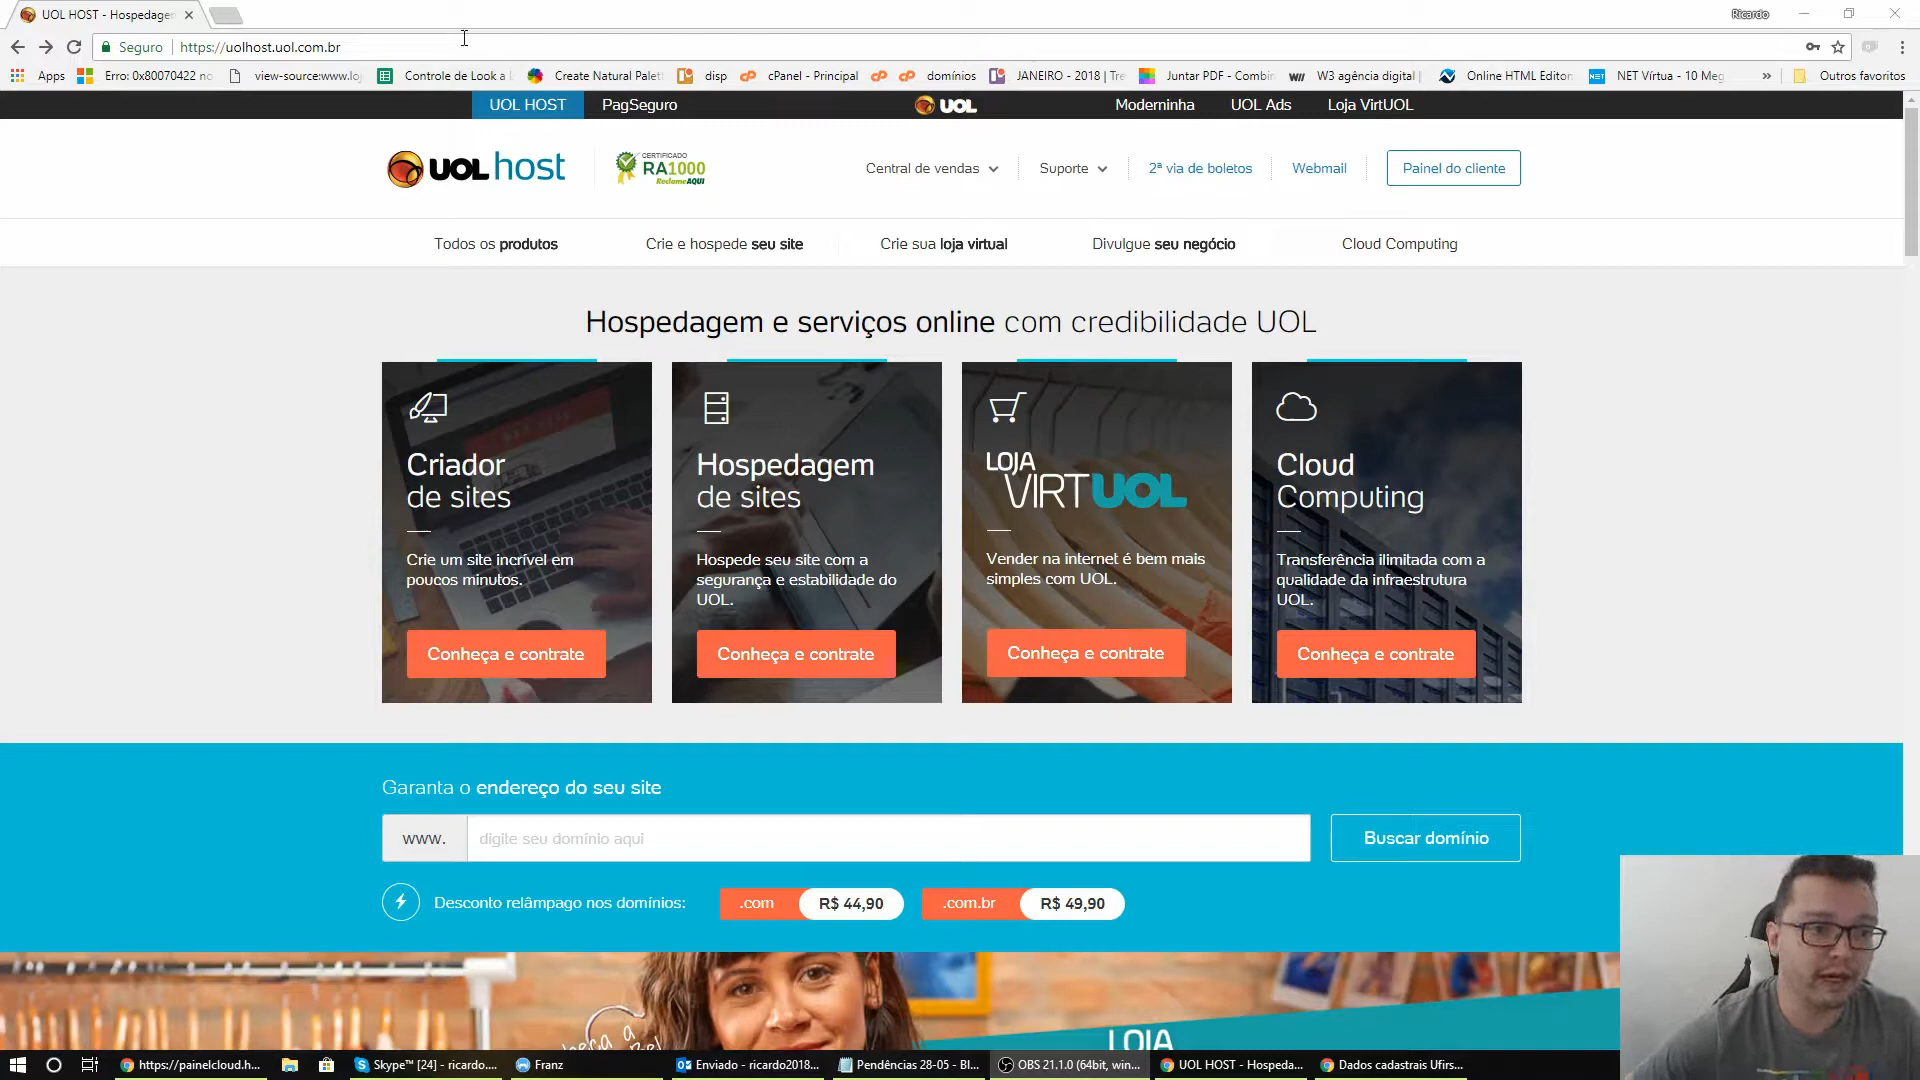 UOL HOST - Hospedagem
Ricardo
Seguro
https://uolhost.uol.com.br
Apps
Erro: 0x80070422 no
view-source:www.loj
Controle de Look a
Create Natural Palet
disp
cPanel - Principal
domínios
JANEIRO - 2018 | Tre
Juntar PDF - Combin
W3 agência digital |
Online HTML Editor
NET Vírtua - 10 Meg
»
Outros favoritos
UOL HOST
PagSeguro
UOL
Moderninha
UOL Ads
Loja VirtUOL
UOL host
CERTIFICADO
RA1000
ReclameAQUI
Central de vendas
Suporte
2ª via de boletos
Webmail
Painel do cliente
Todos os produtos
Crie e hospede seu site
Crie sua loja virtual
Divulgue seu negócio
Cloud Computing
Hospedagem e serviços online com credibilidade UOL
Criador
de sites
Crie um site incrível em
poucos minutos.
Conheça e contrate
Hospedagem
de sites
Hospede seu site com a
segurança e estabilidade do
UOL.
Conheça e contrate
LOJA
VIRTUOL
Vender na internet é bem mais
simples com UOL.
Conheça e contrate
Cloud
Computing
Transferência ilimitada com a
qualidade da infraestrutura
UOL.
Conheça e contrate
Garanta o endereço do seu site
www.
digite seu domínio aqui
Buscar domínio
Desconto relâmpago nos domínios:
.com
R$ 44,90
.com.br
R$ 49,90
LOJA
https://painelcloud.h...
Skype™ [24] - ricardo....
Franz
Enviado - ricardo2018...
Pendências 28-05 - Bl...
OBS 21.1.0 (64bit, win...
UOL HOST - Hospeda...
Dados cadastrais Ufirs...